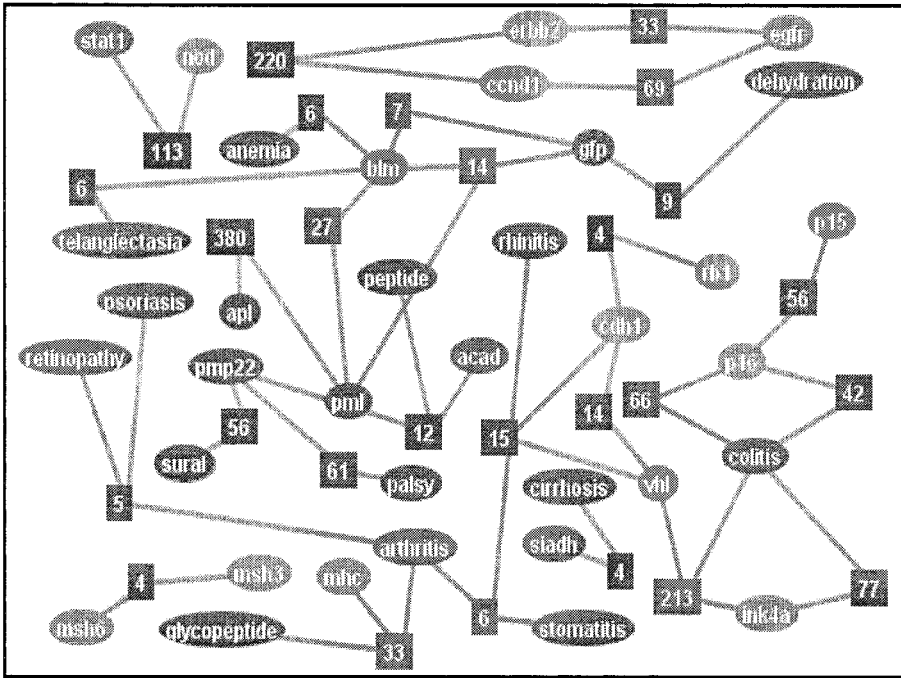 stat1
nod
220
erbb2
33
egfr
ccnd1
69
dehydration
6
7
113
anemia
blm
14
gfp
6
9
27
telangiectasia
380
rhinitis
4
p15
rb1
peptide
psoriasis
apl
56
cdh1
retinopathy
pmp22
acad
p16
pml
66
42
56
12
15
14
colitis
sural
61
palsy
cirrhosis
vhl
5
arthritis
siadh
4
msh3
mhc
4
77
213
ink4a
msh6
glycopeptide
33
6
stomatitis